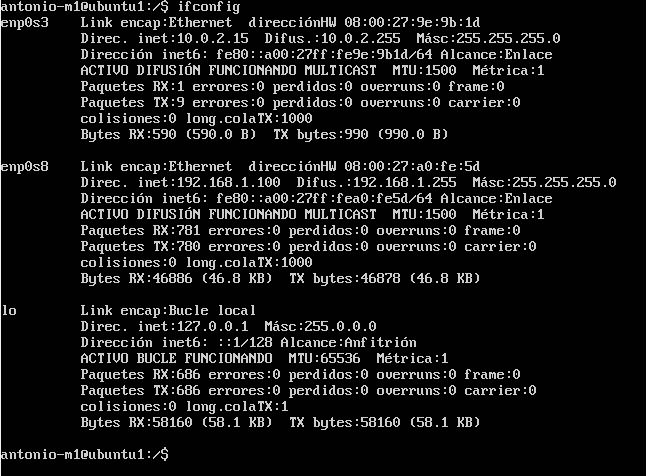 antonio-m1@ubuntu1:/$ ifconfig
enp0s3    Link encap:Ethernet  direcciónHW 08:00:27:9e:9b:1d
          Direc. inet:10.0.2.15  Difus.:10.0.2.255  Másc:255.255.255.0
          Dirección inet6: fe80::a00:27ff:fe9e:9b1d/64 Alcance:Enlace
          ACTIVO DIFUSIÓN FUNCIONANDO MULTICAST  MTU:1500  Métrica:1
          Paquetes RX:1 errores:0 perdidos:0 overruns:0 frame:0
          Paquetes TX:9 errores:0 perdidos:0 overruns:0 carrier:0
          colisiones:0 long.colaTX:1000
          Bytes RX:590 (590.0 B)  TX bytes:990 (990.0 B)
enp0s8    Link encap:Ethernet  direcciónHW 08:00:27:a0:fe:5d
          Direc. inet:192.168.1.100  Difus.:192.168.1.255  Másc:255.255.255.0
          Dirección inet6: fe80::a00:27ff:fea0:fe5d/64 Alcance:Enlace
          ACTIVO DIFUSIÓN FUNCIONANDO MULTICAST  MTU:1500  Métrica:1
          Paquetes RX:781 errores:0 perdidos:0 overruns:0 frame:0
          Paquetes TX:780 errores:0 perdidos:0 overruns:0 carrier:0
          colisiones:0 long.colaTX:1000
          Bytes RX:46886 (46.8 KB)  TX bytes:46878 (46.8 KB)
lo        Link encap:Bucle local
          Direc. inet:127.0.0.1  Másc:255.0.0.0
          Dirección inet6: ::1/128 Alcance:Anfitrión
          ACTIVO BUCLE FUNCIONANDO  MTU:65536  Métrica:1
          Paquetes RX:686 errores:0 perdidos:0 overruns:0 frame:0
          Paquetes TX:686 errores:0 perdidos:0 overruns:0 carrier:0
          colisiones:0 long.colaTX:1
          Bytes RX:58160 (58.1 KB)  TX bytes:58160 (58.1 KB)
antonio-m1@ubuntu1:/$